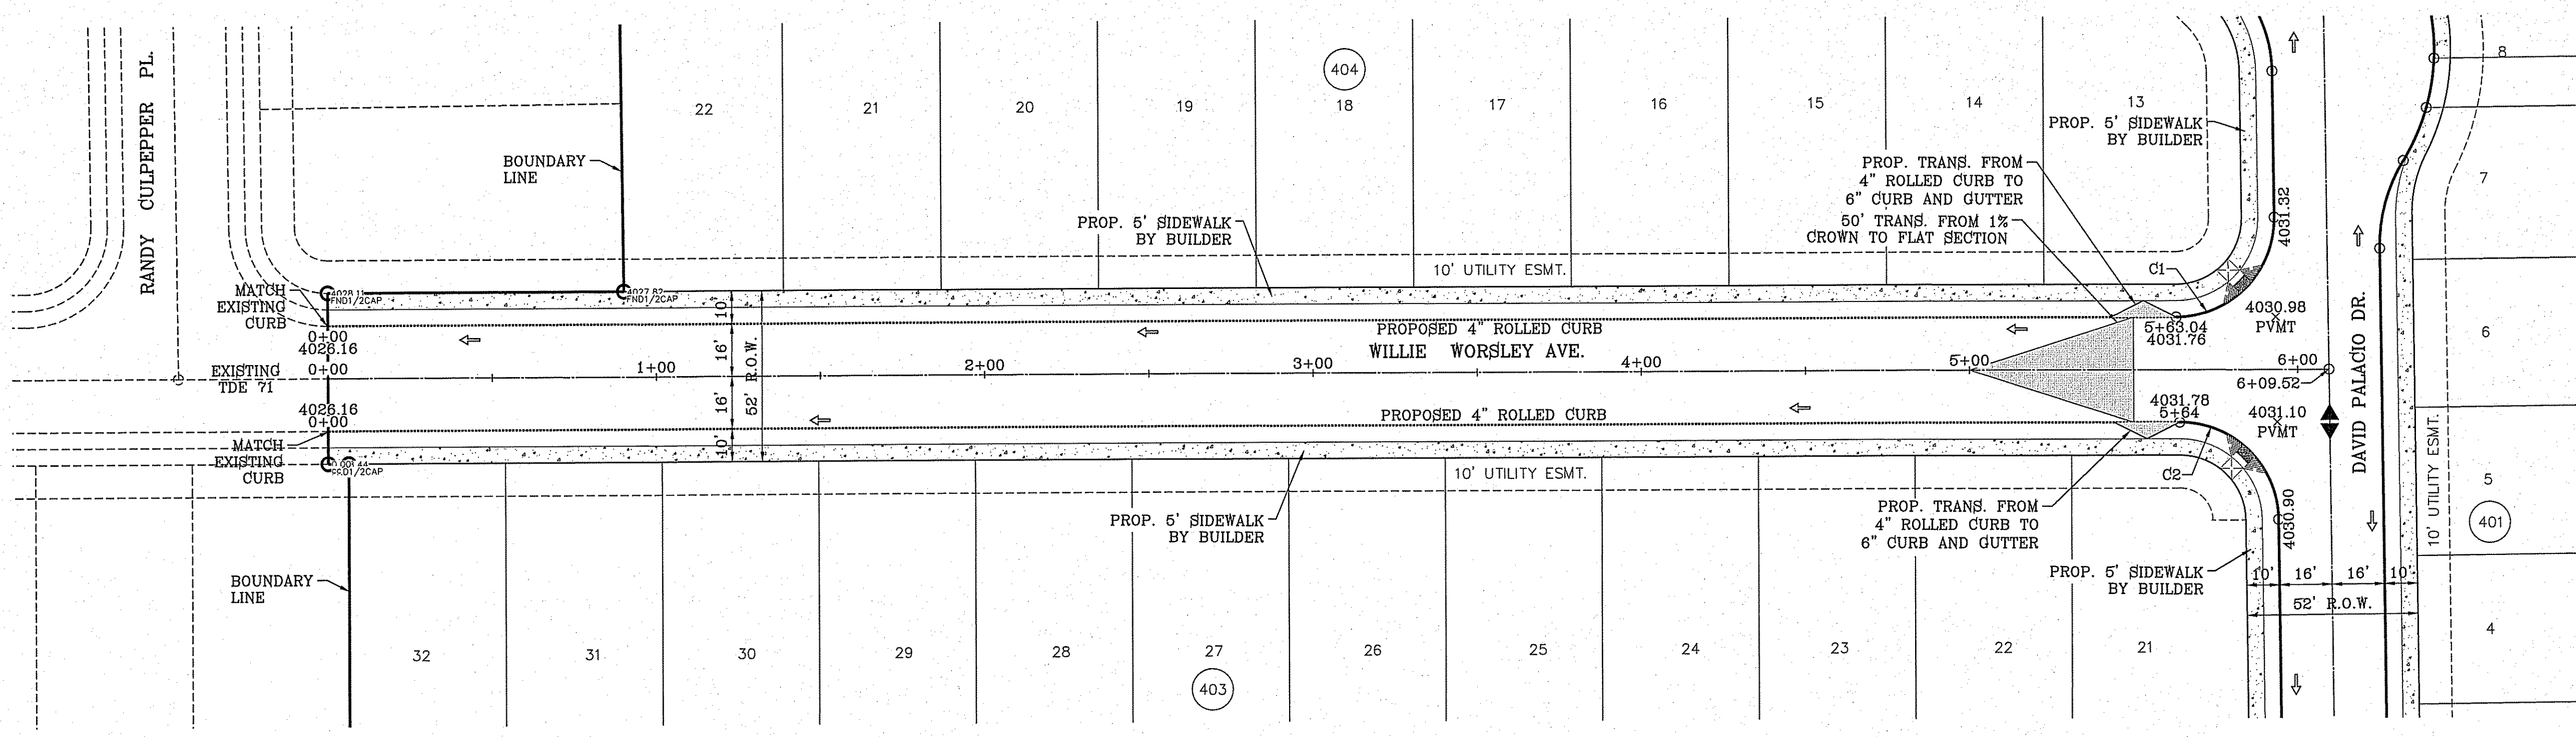 RANDY CULPEPPER PL.
BOUNDARY
LINE
22
21
20
19
404
18
17
16
15
14
13
8
7
6
5
4
401
PROP. 5' SIDEWALK
BY BUILDER
PROP. TRANS. FROM
4" ROLLED CURB TO
6" CURB AND GUTTER
50' TRANS. FROM 1%
CROWN TO FLAT SECTION
PROP. 5' SIDEWALK
BY BUILDER
10' UTILITY ESMT.
C1
4031.32
MATCH
EXISTING
CURB
4028.11
FND1/2CAP
4027.82
FND1/2CAP
0+00
4026.16
10'
16'
52' R.O.W.
16'
10'
PROPOSED 4" ROLLED CURB
WILLIE WORSLEY AVE.
5+63.04
4031.76
4030.98
PVMT
EXISTING
TDE 71
0+00
1+00
2+00
3+00
4+00
5+00
6+00
6+09.52
DAVID PALACIO DR.
4026.16
0+00
PROPOSED 4" ROLLED CURB
4031.78
5+64
4031.10
PVMT
MATCH
EXISTING
CURB
10' UTILITY ESMT.
C2
4030.90
10' UTILITY ESMT.
PROP. 5' SIDEWALK
BY BUILDER
PROP. TRANS. FROM
4" ROLLED CURB TO
6" CURB AND GUTTER
PROP. 5' SIDEWALK
BY BUILDER
10'
16'
16'
10'
52' R.O.W.
BOUNDARY
LINE
32
31
30
29
28
27
403
26
25
24
23
22
21